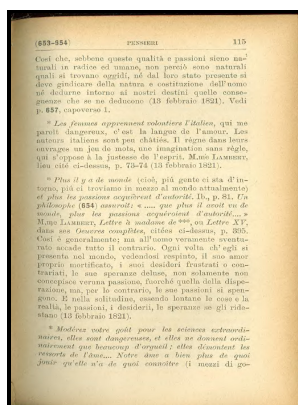 (653-654) PENSIERI 115
Così che, sebbene queste qualità e passioni sieno na-
turali in radice ed umane, non perciò sono naturali
quali si trovano oggidì, nè dal loro stato presente si
deve giudicare della natura e costituzione dell'uomo
nè dedurne intorno ai nostri destini quelle conse-
guenze che se ne deducono (13 febbraio 1821). Vedi
p. 657, capoverso 1.
* Les femmes apprennent volontiers l'italien, qui me
paroît dangereux, c'est la langue de l'amour. Les
auteurs italiens sont peu châtiés. Il règne dans leurs
ouvrages un jeu de mots, une imagination sans règle,
qui s'oppose à la justesse de l'esprit. M.me LAMBERT,
lieu cité ci-dessus, p. 73-74 (13 febbraio 1821).
* Plus il y a de monde (cioè, più gente ci sta d'in-
torno, più ci troviamo in mezzo al mondo attualmente)
et plus les passions acquièrent d'autorité. Ib., p. 81. Un
philosophe (654) assuroit: « ..... que plus il avoit vu de
monde, plus les passions acquéroient d'autorité.... »
M.me LAMBERT, Lettre à madame de ***, ou Lettre XV,
dans ses Oeuvres complètes, citées ci-dessus, p. 395.
Così è generalmente; ma all'uomo veramente sventu-
rato accade tutto il contrario. Ogni volta ch'egli si
presenta nel mondo, vedendosi respinto, il suo amor
proprio mortificato, i suoi desideri frustrati o con-
trariati, le sue speranze deluse, non solamente non
concepisce veruna passione, fuorchè quella della dispe-
razione, ma, per lo contrario, le sue passioni si spen-
gono. E nella solitudine, essendo lontane le cose e la
realtà, le passioni, i desiderii, le speranze se gli ride-
stano (13 febbraio 1821).
* Modérez votre goût pour les sciences extraordi-
naires, elles sont dangereuses, et elles ne donnent ordi-
nairement que beaucoup d'orgueil; elles démontent les
ressorts de l'âme.... Notre âme a bien plus de quoi
jouir qu'elle n'a de quoi connoître (i mezzi di go-